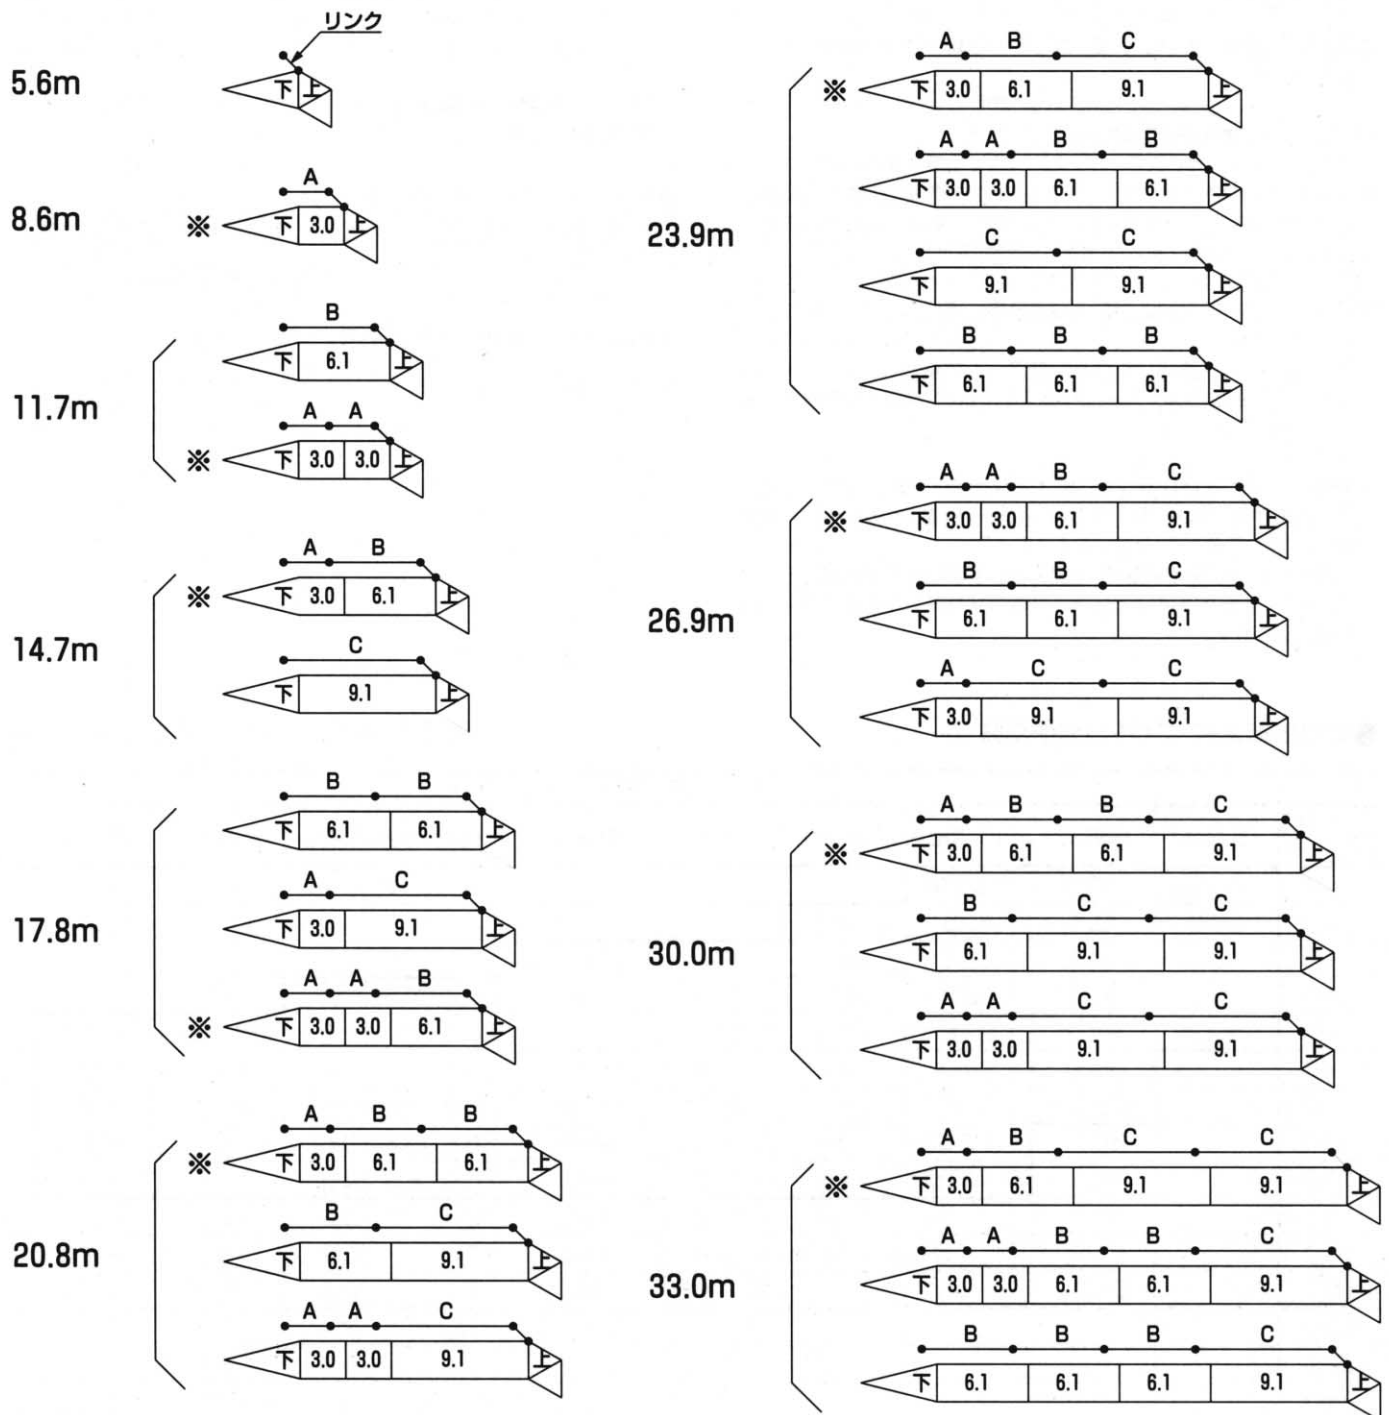 リンク
5.6m
下 上
A
8.6m ※ 下 3.0 上
11.7m
B
下 6.1 上
A A
※ 下 3.0 3.0 上
14.7m
A B
※ 下 3.0 6.1 上
C
下 9.1 上
17.8m
B B
下 6.1 6.1 上
A C
下 3.0 9.1 上
A A B
※ 下 3.0 3.0 6.1 上
20.8m
A B B
※ 下 3.0 6.1 6.1 上
B C
下 6.1 9.1 上
A A C
下 3.0 3.0 9.1 上
23.9m
A B C
※ 下 3.0 6.1 9.1 上
A A B B
下 3.0 3.0 6.1 6.1 上
C C
下 9.1 9.1 上
B B B
下 6.1 6.1 6.1 上
26.9m
A A B C
※ 下 3.0 3.0 6.1 9.1 上
B B C
下 6.1 6.1 9.1 上
A C C
下 3.0 9.1 9.1 上
30.0m
A B B C
※ 下 3.0 6.1 6.1 9.1 上
B C C
下 6.1 9.1 9.1 上
A A C C
下 3.0 3.0 9.1 9.1 上
33.0m
A B C C
※ 下 3.0 6.1 9.1 9.1 上
A A B B C
下 3.0 3.0 6.1 6.1 9.1 上
B B B C
下 6.1 6.1 6.1 9.1 上